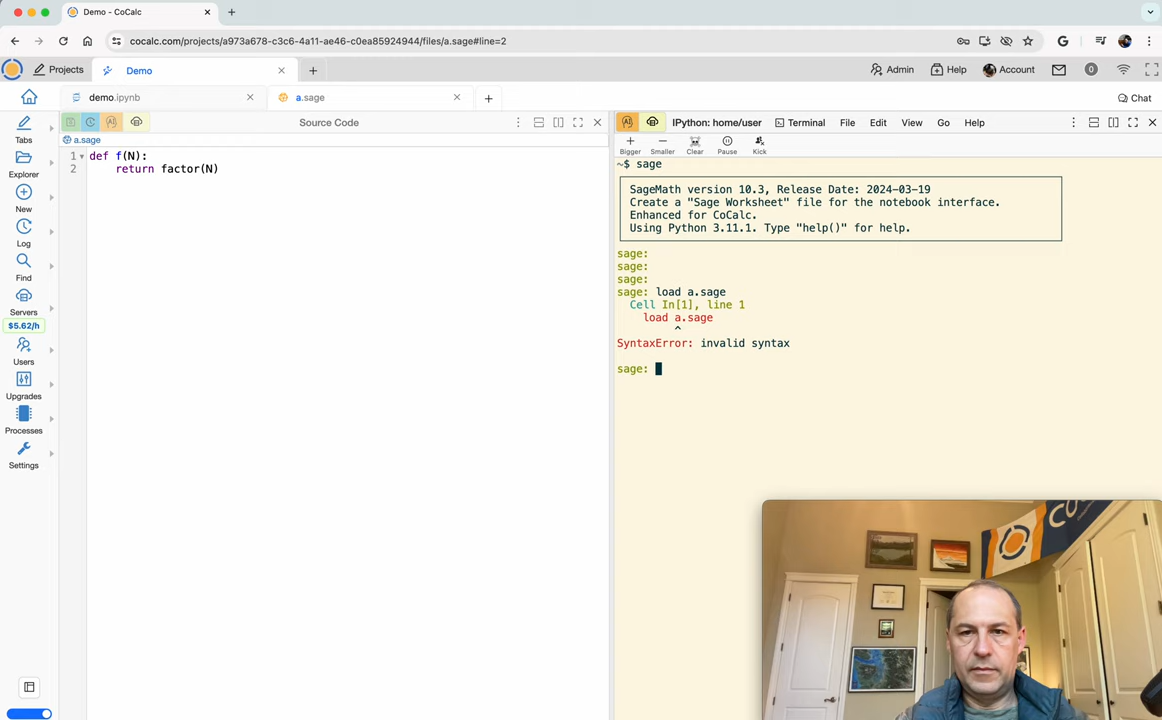 Demo - CoCalc
cocalc.com/projects/a973a678-c3c6-4a11-ae46-c0ea85924944/files/a.sage#line=2
Projects
Demo
Admin
Help
Account
0
demo.ipynb
a.sage
Chat
Tabs
Explorer
New
Log
Find
Servers
$5.62/h
Users
Upgrades
Processes
Settings
AI
Source Code
a.sage
1 def f(N):
2 return factor(N)
AI
IPython: home/user
Terminal
File
Edit
View
Go
Help
Bigger
Smaller
Clear
Pause
Kick
~$ sage
SageMath version 10.3, Release Date: 2024-03-19
Create a "Sage Worksheet" file for the notebook interface.
Enhanced for CoCalc.
Using Python 3.11.1. Type "help()" for help.
sage:
sage:
sage:
sage: load a.sage
Cell In[1], line 1
load a.sage
^
SyntaxError: invalid syntax
sage: